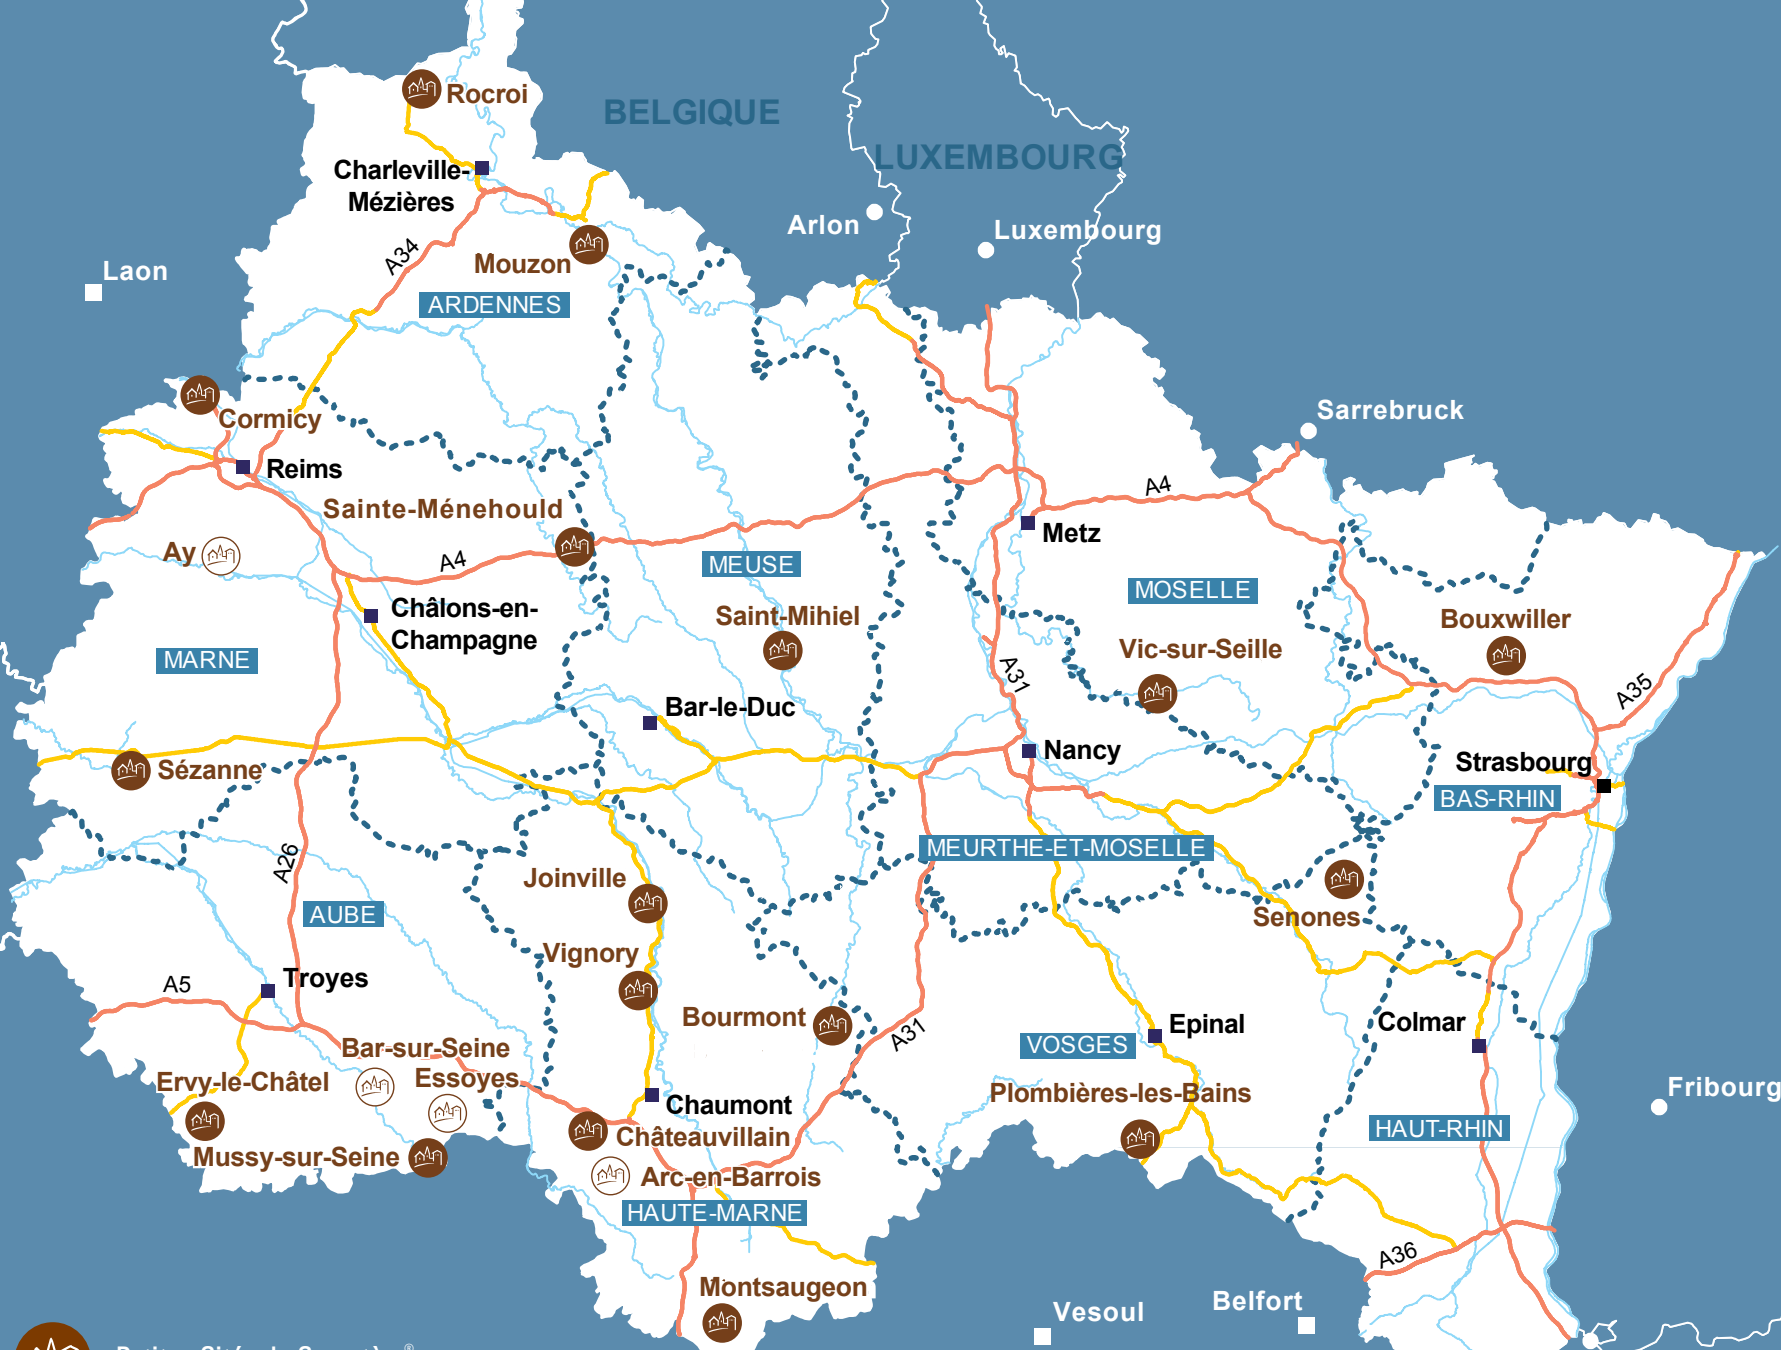 Rocroi
BELGIQUE
LUXEMBOURG
Charleville-
Mézières
Arlon
Luxembourg
A34
Mouzon
Laon
ARDENNES
Cormicy
Sarrebruck
Reims
A4
Sainte-Ménehould
Metz
Ay
A4
MEUSE
MOSELLE
Châlons-en-
Champagne
Saint-Mihiel
Bouxwiller
MARNE
Vic-sur-Seille
A31
A35
Bar-le-Duc
Nancy
Sézanne
Strasbourg
BAS-RHIN
A26
MEURTHE-ET-MOSELLE
Joinville
AUBE
Senones
Vignory
Troyes
A5
Bourmont
Epinal
Colmar
A31
VOSGES
Bar-sur-Seine
Ervy-le-Châtel
Essoyes
Plombières-les-Bains
Fribourg
Chaumont
Châteauvillain
HAUT-RHIN
Mussy-sur-Seine
Arc-en-Barrois
HAUTE-MARNE
A36
Montsaugeon
Vesoul
Belfort